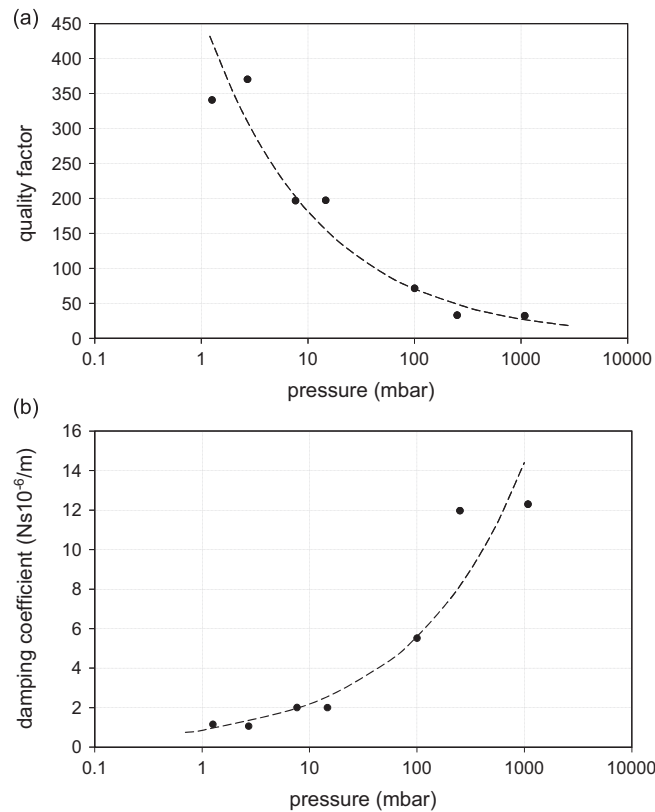 (a)
450
400
350
300
250
200
150
100
50
0
quality factor
0.1 1 10 100 1000 10000
pressure (mbar)
(b)
16
14
12
10
8
6
4
2
0
damping coefficient (Ns10⁻⁶/m)
0.1 1 10 100 1000 10000
pressure (mbar)